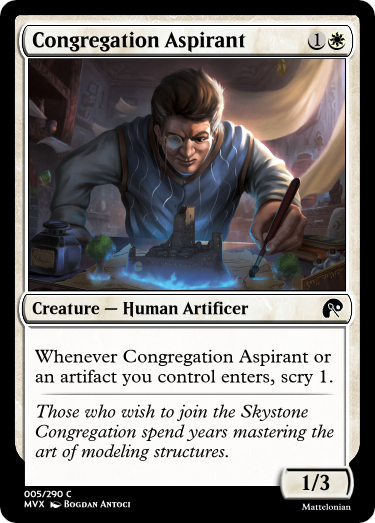 Congregation Aspirant 1
Creature — Human Artificer
Whenever Congregation Aspirant or
an artifact you control enters, scry 1.
Those who wish to join the Skystone
Congregation spend years mastering the
art of modeling structures.
1/3
005/290 C
MVX Bogdan Antoci
Mattelonian